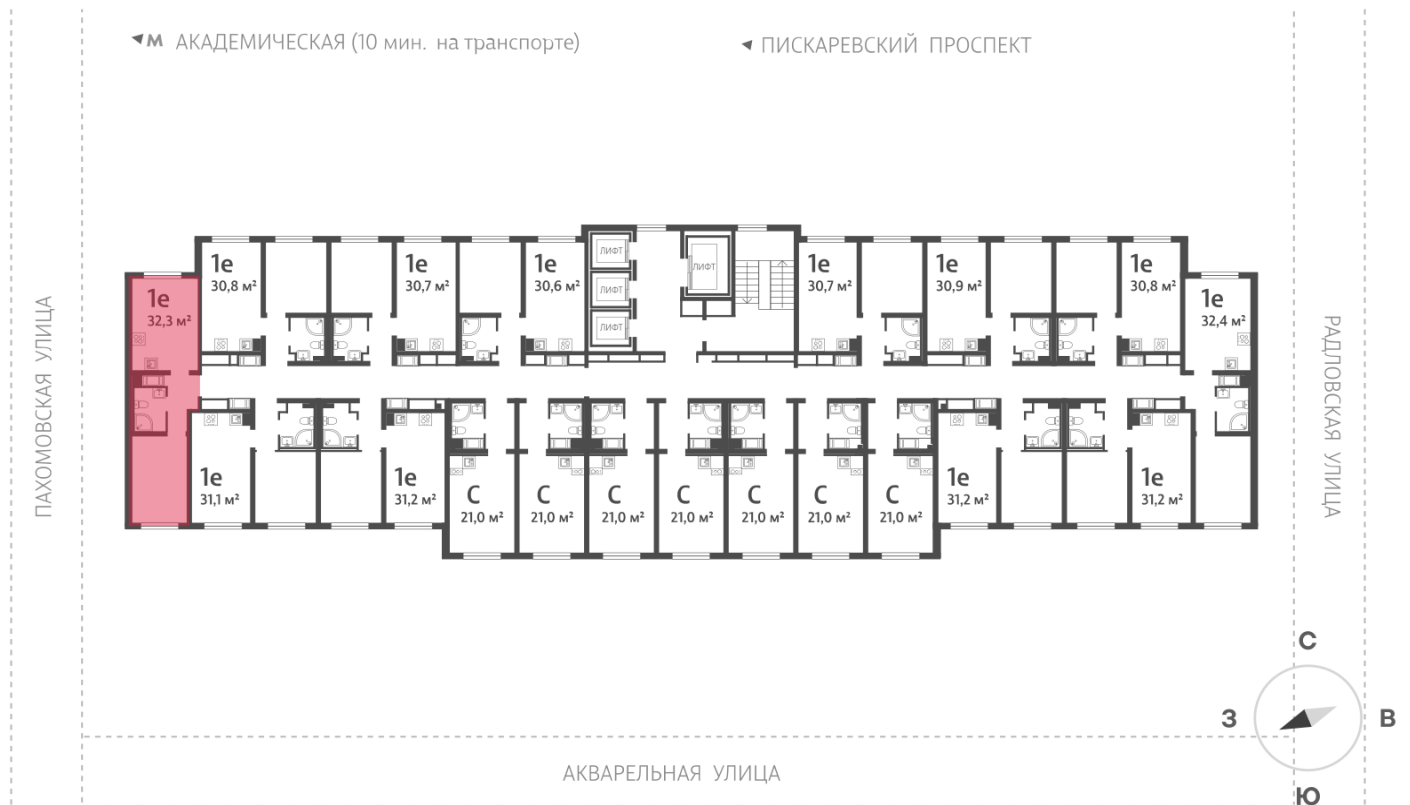 М АКАДЕМИЧЕСКАЯ (10 мин. на транспорте)
ПИСКАРЕВСКИЙ ПРОСПЕКТ
ПАХОМОВСКАЯ УЛИЦА
1е
32,3 м²
1е
30,8 м²
1е
30,7 м²
1е
30,6 м²
ЛИФТ
ЛИФТ
ЛИФТ
ЛИФТ
1е
30,7 м²
1е
30,9 м²
1е
30,8 м²
1е
32,4 м²
РАДЛОВСКАЯ УЛИЦА
1е
31,1 м²
1е
31,2 м²
С
21,0 м²
С
21,0 м²
С
21,0 м²
С
21,0 м²
С
21,0 м²
С
21,0 м²
С
21,0 м²
1е
31,2 м²
1е
31,2 м²
С
З
В
Ю
АКВАРЕЛЬНАЯ УЛИЦА